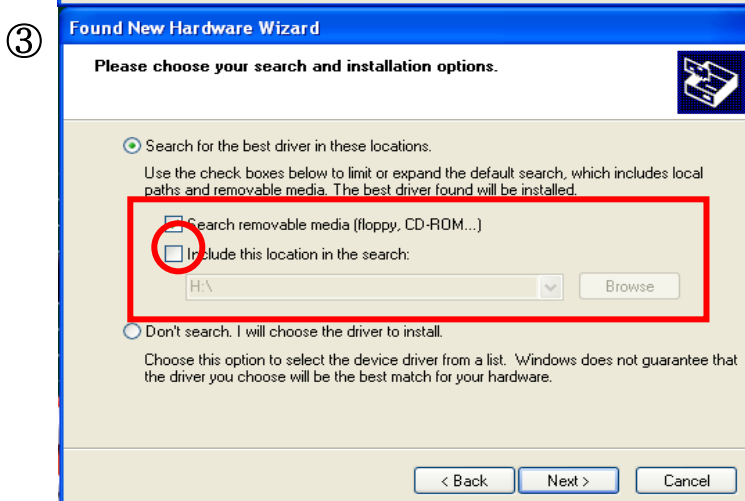 ③
Found New Hardware Wizard
Please choose your search and installation options.
Search for the best driver in these locations.
Use the check boxes below to limit or expand the default search, which includes local
paths and removable media. The best driver found will be installed.
Search removable media (floppy, CD-ROM...)
Include this location in the search:
H:\ Browse
Don't search. I will choose the driver to install.
Choose this option to select the device driver from a list. Windows does not guarantee that
the driver you choose will be the best match for your hardware.
< Back Next > Cancel